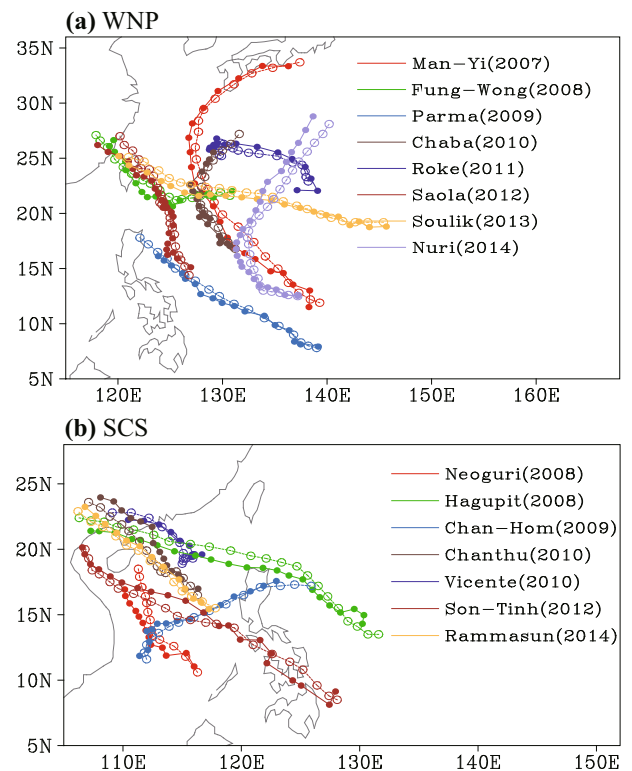 (a) WNP
35N
30N
25N
20N
15N
10N
5N
120E 130E 140E 150E 160E
Man-Yi(2007)
Fung-Wong(2008)
Parma(2009)
Chaba(2010)
Roke(2011)
Saola(2012)
Soulik(2013)
Nuri(2014)
(b) SCS
25N
20N
15N
10N
5N
110E 120E 130E 140E 150E
Neoguri(2008)
Hagupit(2008)
Chan-Hom(2009)
Chanthu(2010)
Vicente(2010)
Son-Tinh(2012)
Rammasun(2014)